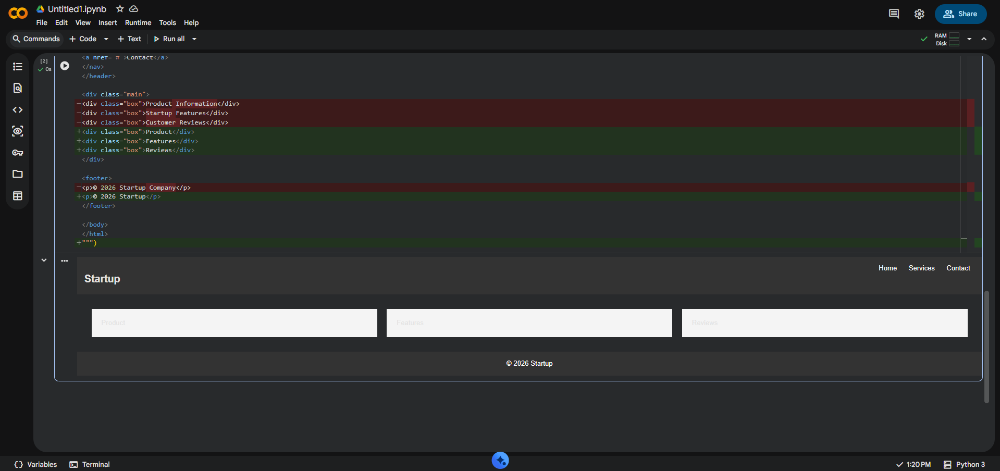 Untitled1.ipynb
File Edit View Insert Runtime Tools Help
Share
Commands + Code + Text Run all
RAM
Disk
[2]
0s
<a href= # >Contact</a>
</nav>
</header>
<div class="main">
−<div class="box">Product Information</div>
−<div class="box">Startup Features</div>
−<div class="box">Customer Reviews</div>
+<div class="box">Product</div>
+<div class="box">Features</div>
+<div class="box">Reviews</div>
</div>
<footer>
−<p>© 2026 Startup Company</p>
+<p>© 2026 Startup</p>
</footer>
</body>
</html>
+""")
Home Services Contact
Startup
Product Features Reviews
© 2026 Startup
Variables Terminal
1:20 PM Python 3